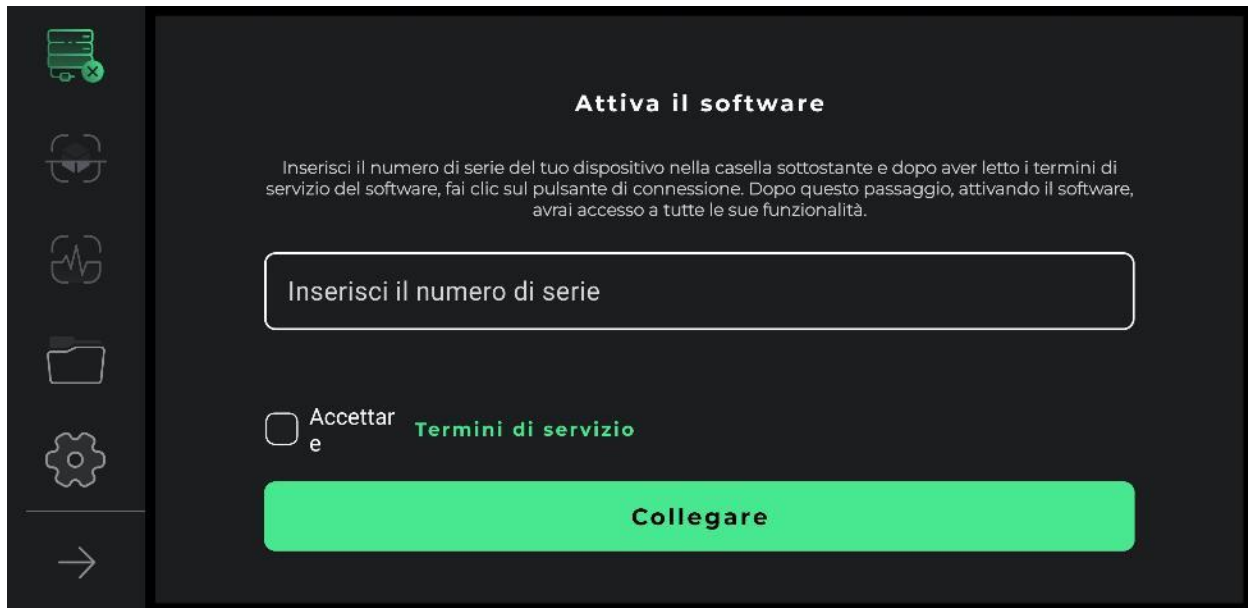 Attiva il software
Inserisci il numero di serie del tuo dispositivo nella casella sottostante e dopo aver letto i termini di
servizio del software, fai clic sul pulsante di connessione. Dopo questo passaggio, attivando il software,
avrai accesso a tutte le sue funzionalità.
Inserisci il numero di serie
Accettar
e
Termini di servizio
Collegare